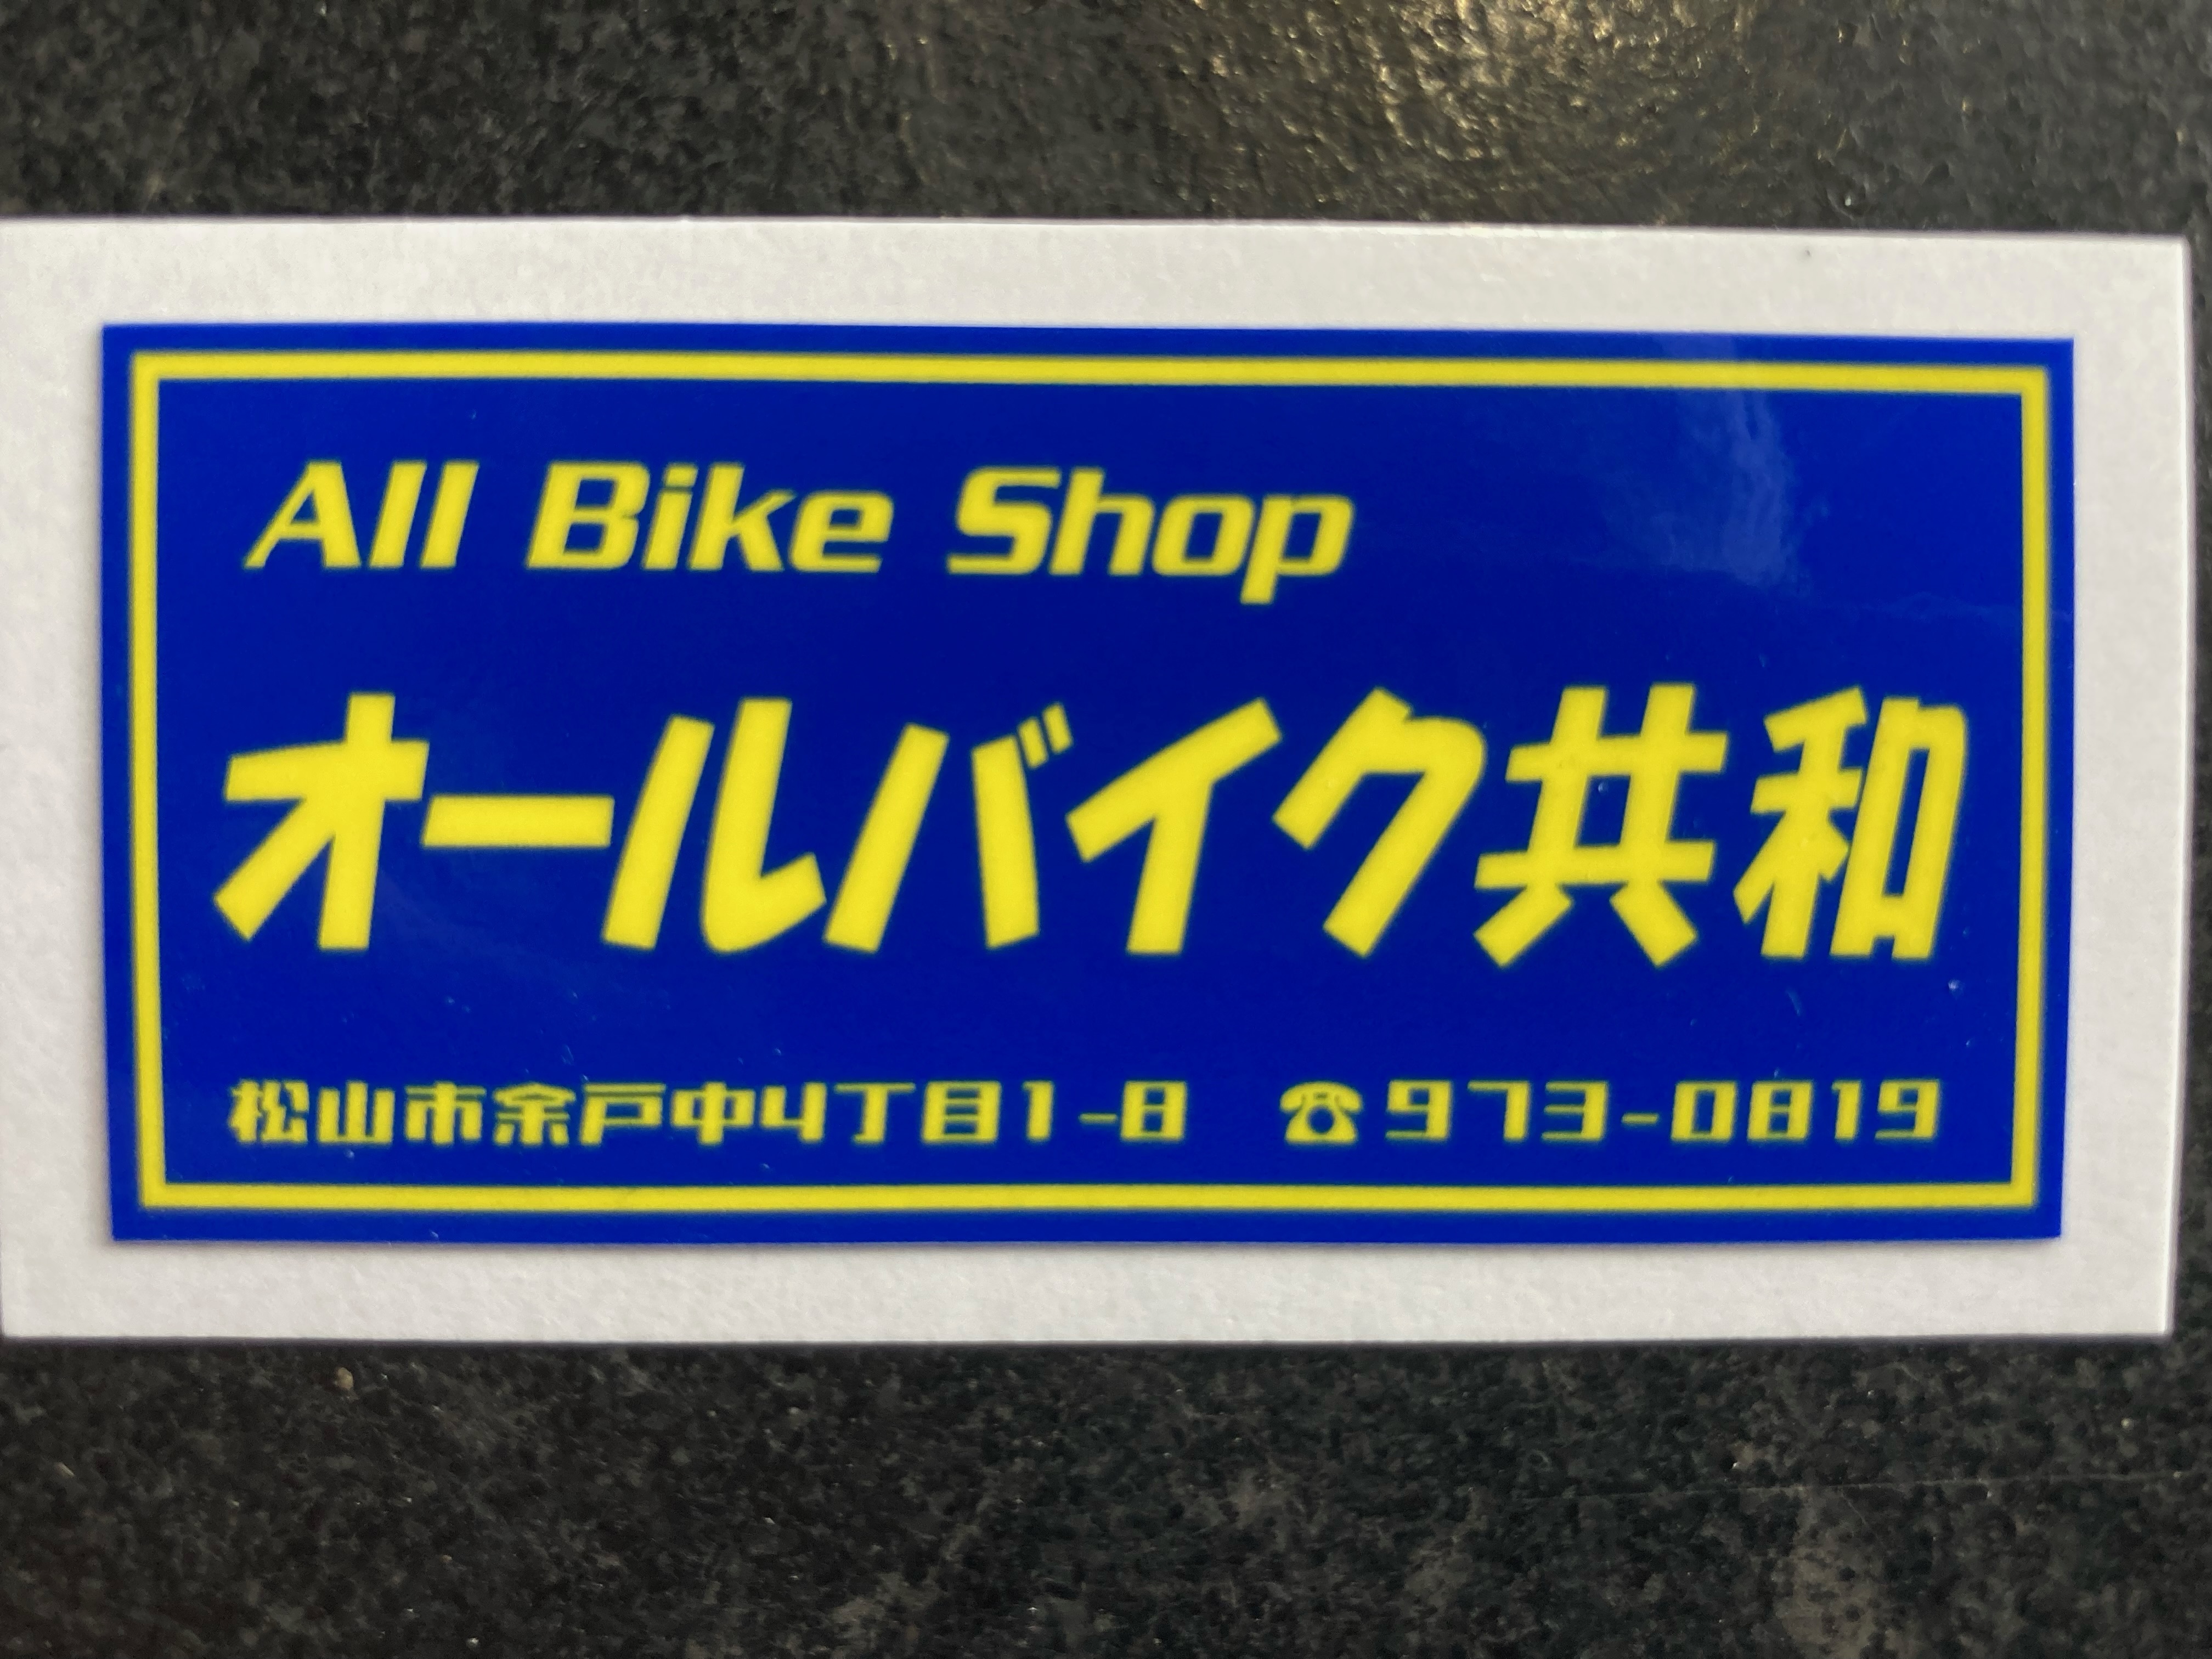 All Bike Shop
オールバイク共和
松山市余戸中4丁目1-8 ☎973-0819